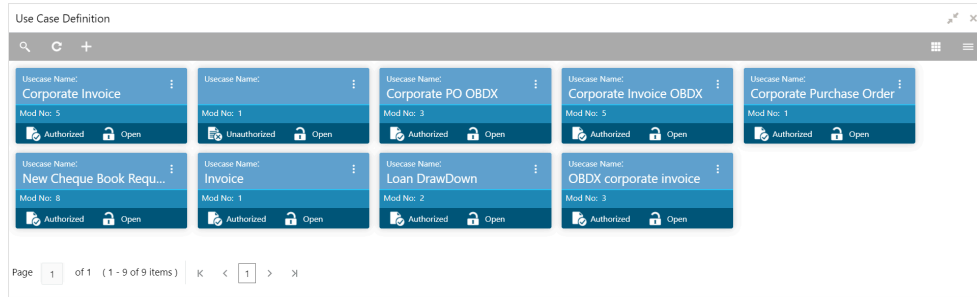 Use Case Definition
Usecase Name:
Corporate Invoice
Mod No: 5
Authorized Open
Usecase Name:
Mod No: 1
Unauthorized Open
Usecase Name:
Corporate PO OBDX
Mod No: 3
Authorized Open
Usecase Name:
Corporate Invoice OBDX
Mod No: 5
Authorized Open
Usecase Name:
Corporate Purchase Order
Mod No: 1
Authorized Open
Usecase Name:
New Cheque Book Requ...
Mod No: 8
Authorized Open
Usecase Name:
Invoice
Mod No: 1
Authorized Open
Usecase Name:
Loan DrawDown
Mod No: 2
Authorized Open
Usecase Name:
OBDX corporate invoice
Mod No: 3
Authorized Open
Page 1 of 1 (1 - 9 of 9 items) 1